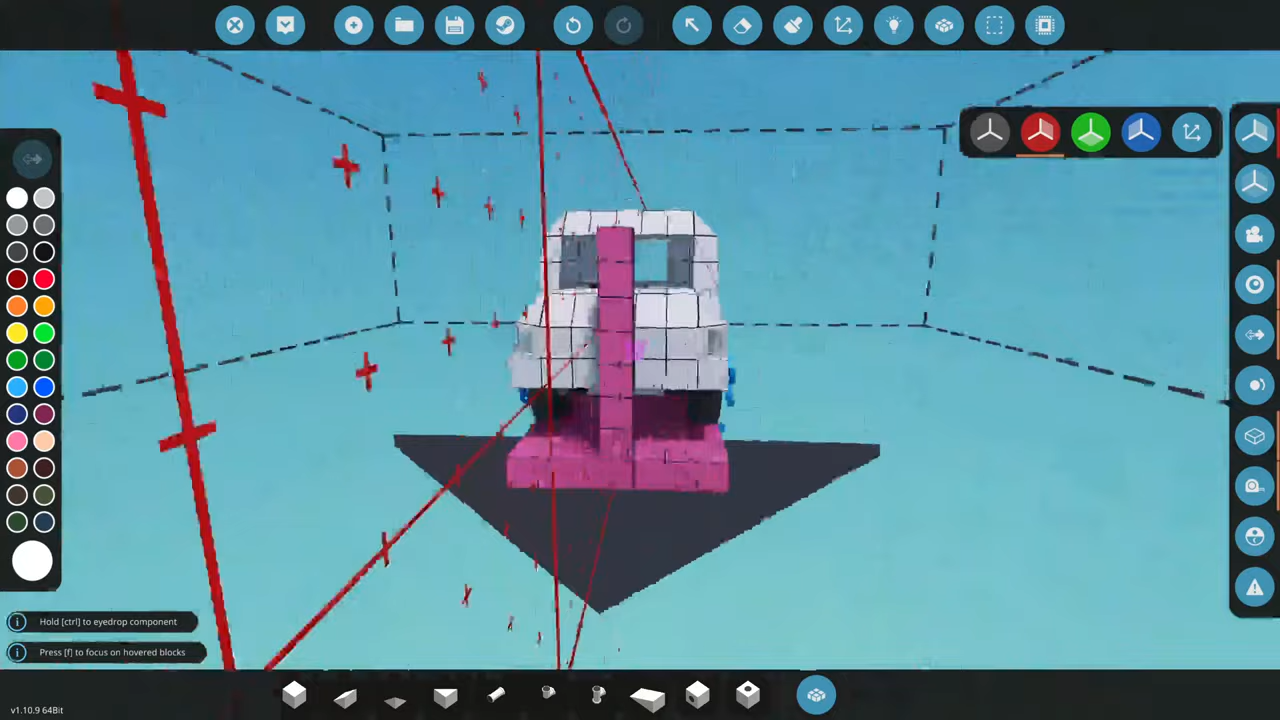 Hold [ctrl] to eyedrop component
Press [f] to focus on hovered blocks
v1.10.9 64Bit